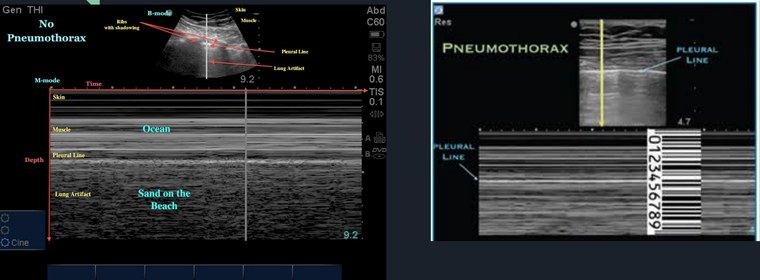 Gen THI
No
Pneumothorax
B-mode
Skin
Muscle
Ribs
with shadowing
Pleural Line
Lung Artifact
9.2
Abd
C60
83%
MI
0.6
TIS
0.1
A
B
M-mode
Time
Skin
Muscle
Ocean
Pleural Line
Depth
Lung Artifact
Sand on the
Beach
9.2
Cine
Res
PNEUMOTHORAX
PLEURAL
LINE
4.7
PLEURAL
LINE
0123456789